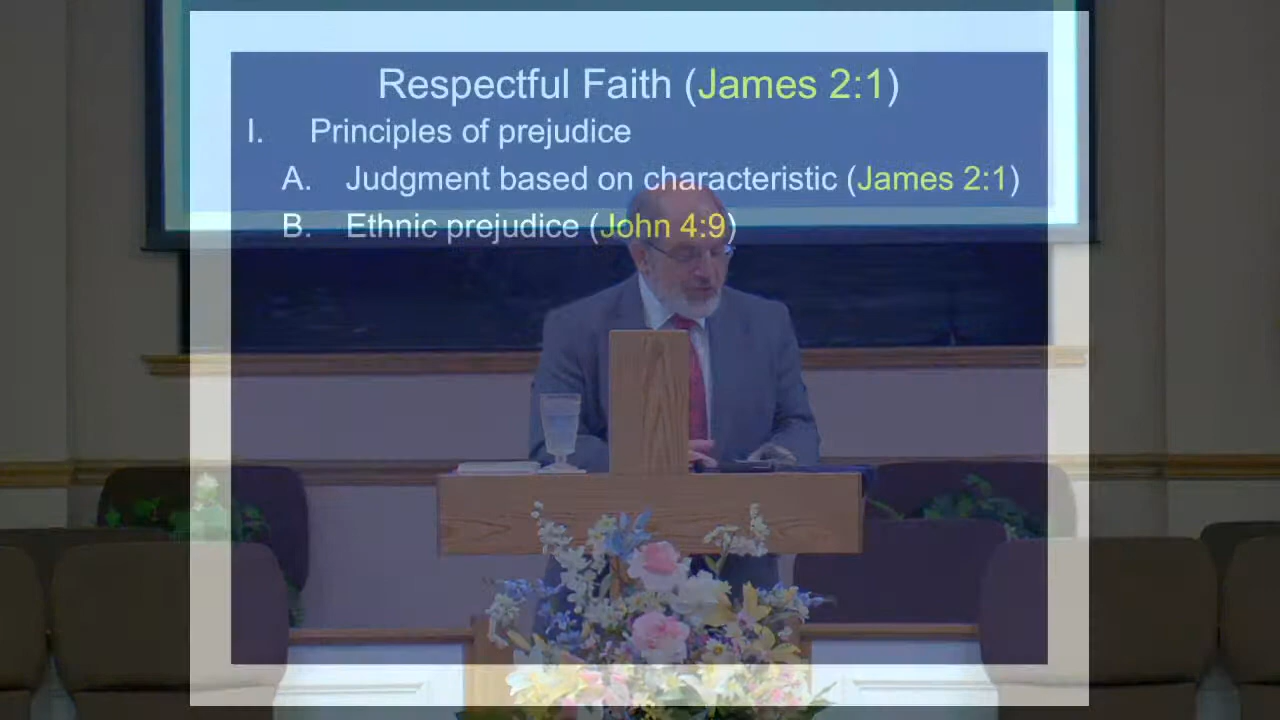 Respectful Faith (James 2:1)
I. Principles of prejudice
A. Judgment based on characteristic (James 2:1)
B. Ethnic prejudice (John 4:9)